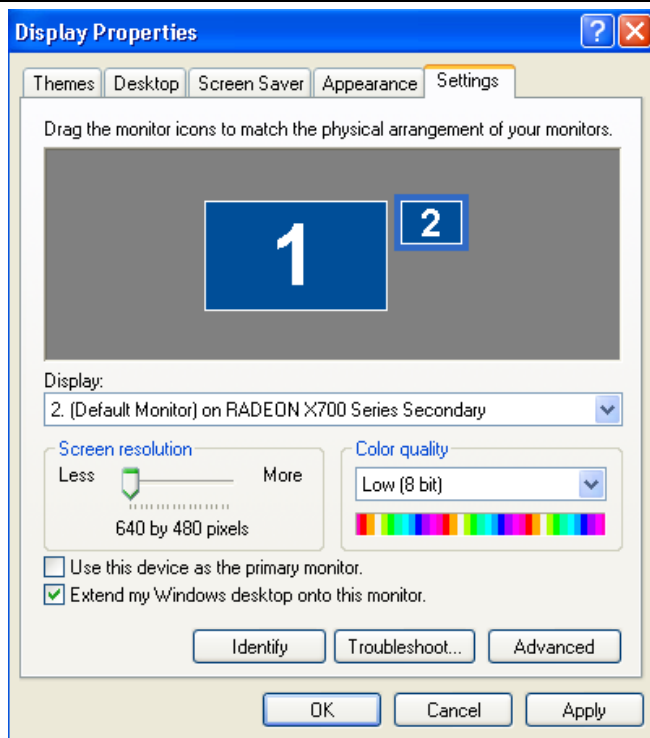 Display Properties
Themes Desktop Screen Saver Appearance Settings
Drag the monitor icons to match the physical arrangement of your monitors.
1 2
Display:
2. (Default Monitor) on RADEON X700 Series Secondary
Screen resolution Color quality
Less More Low (8 bit)
640 by 480 pixels
Use this device as the primary monitor.
Extend my Windows desktop onto this monitor.
Identify Troubleshoot... Advanced
OK Cancel Apply